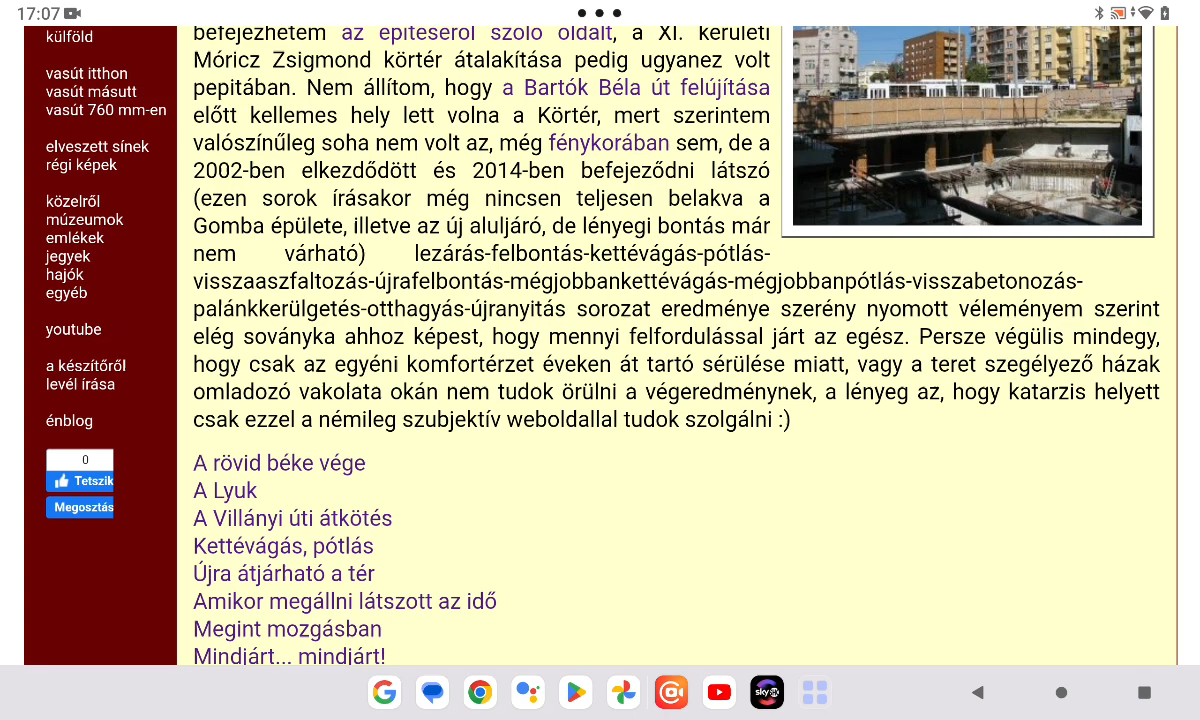 17:07
külföld
vasút itthon
vasút másutt
vasút 760 mm-en
elveszett sínek
régi képek
közelről
múzeumok
emlékek
jegyek
hajók
egyéb
youtube
a készítőről
levél írása
énblog
0
Tetszik
Megosztás
befejezhetem az építéséről szóló oldalt, a XI. kerületi
Móricz Zsigmond körtér átalakítása pedig ugyanez volt
pepitában. Nem állítom, hogy a Bartók Béla út felújítása
előtt kellemes hely lett volna a Körtér, mert szerintem
valószínűleg soha nem volt az, még fénykorában sem, de a
2002-ben elkezdődött és 2014-ben befejeződni látszó
(ezen sorok írásakor még nincsen teljesen belakva a
Gomba épülete, illetve az új aluljáró, de lényegi bontás már
nem várható) lezárás-felbontás-kettévágás-pótlás-
visszaaszfaltozás-újrafelbontás-mégjobbankettévágás-mégjobbanpótlás-visszabetonozás-
palánkkerülgetés-otthagyás-újranyitás sorozat eredménye szerény nyomott véleményem szerint
elég soványka ahhoz képest, hogy mennyi felfordulással járt az egész. Persze végülis mindegy,
hogy csak az egyéni komfortérzet éveken át tartó sérülése miatt, vagy a teret szegélyező házak
omladozó vakolata okán nem tudok örülni a végeredménynek, a lényeg az, hogy katarzis helyett
csak ezzel a némileg szubjektív weboldallal tudok szolgálni :)
A rövid béke vége
A Lyuk
A Villányi úti átkötés
Kettévágás, pótlás
Újra átjárható a tér
Amikor megállni látszott az idő
Megint mozgásban
Mindjárt... mindjárt!
sky